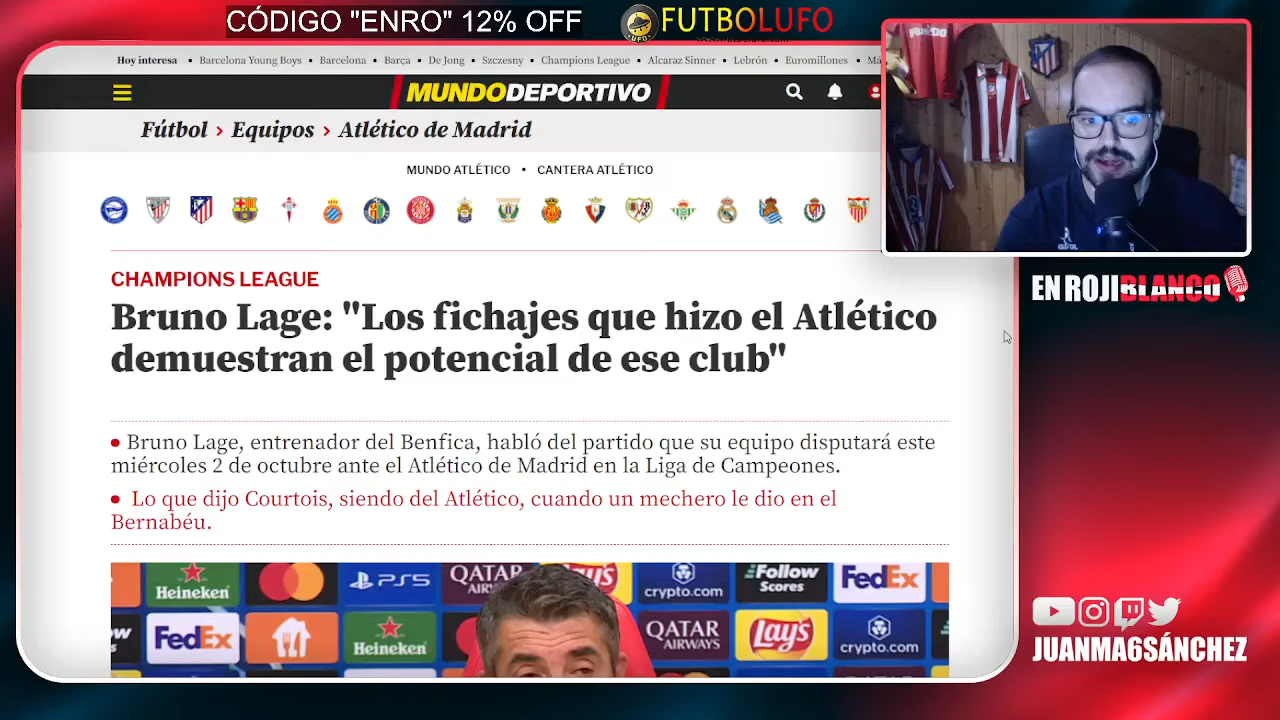 CÓDIGO "ENRO" 12% OFF
FUTBOLUFO
UFO
Hoy interesa • Barcelona Young Boys • Barcelona • Barça • De Jong • Szczesny • Champions League • Alcaraz Sinner • Lebrón • Euromillones •
MUNDODEPORTIVO
Fútbol > Equipos > Atlético de Madrid
MUNDO ATLÉTICO • CANTERA ATLÉTICO
CHAMPIONS LEAGUE
Bruno Lage: "Los fichajes que hizo el Atlético
demuestran el potencial de ese club"
• Bruno Lage, entrenador del Benfica, habló del partido que su equipo disputará este
miércoles 2 de octubre ante el Atlético de Madrid en la Liga de Campeones.
• Lo que dijo Courtois, siendo del Atlético, cuando un mechero le dio en el
Bernabéu.
Heineken
PS5
QATAR
Lay's
crypto.com
Follow
Scores
FedEx
FedEx
Heineken
QATAR
AIRWAYS
Lay's
crypto.com
EN ROJIBLANCO
JUANMA6SÁNCHEZ